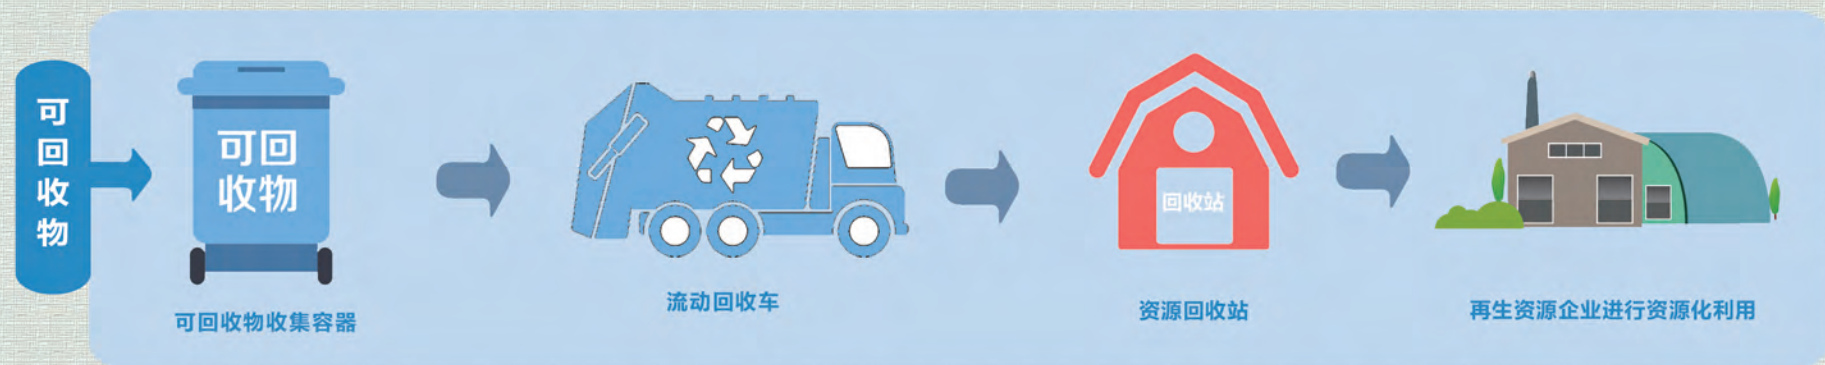 可回收物
可回
收物
可回收物收集容器
流动回收车
回收站
资源回收站
再生资源企业进行资源化利用